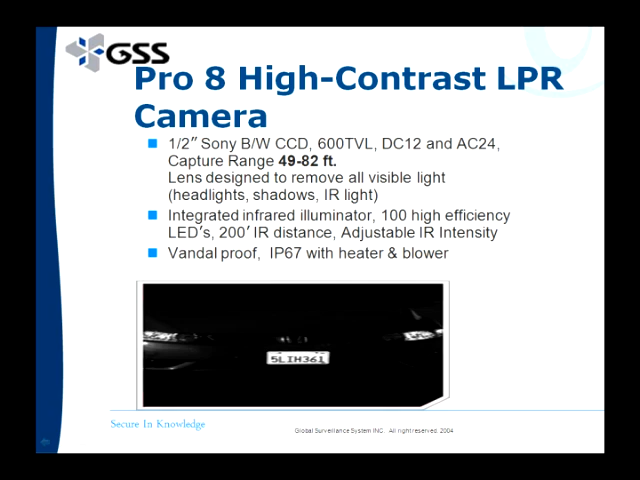 GSS
Pro 8 High-Contrast LPR
Camera
1/2″ Sony B/W CCD, 600TVL, DC12 and AC24,
Capture Range 49-82 ft.
Lens designed to remove all visible light
(headlights, shadows, IR light)
Integrated infrared illuminator, 100 high efficiency
LED′s, 200′ IR distance, Adjustable IR Intensity
Vandal proof, IP67 with heater & blower
5LIH361
Secure In Knowledge
Global Surveillance System INC. All right reserved. 2004